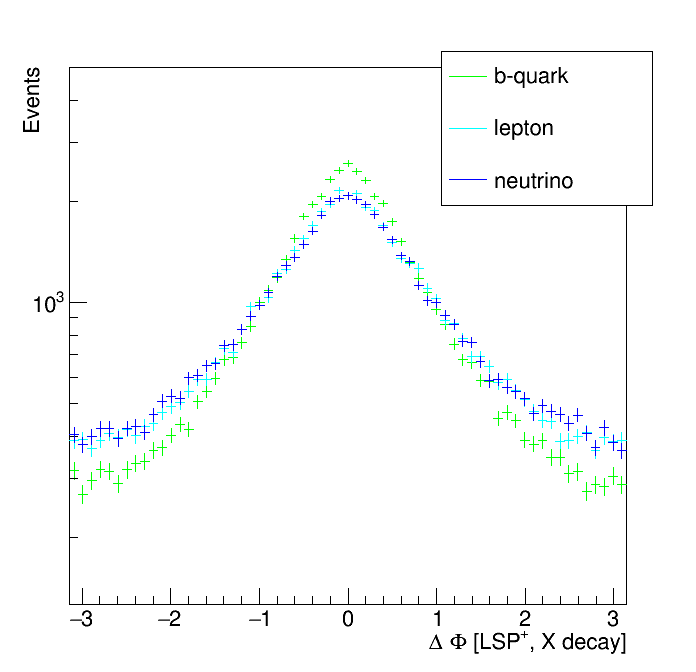 Events
b-quark
lepton
neutrino
10³
−3 −2 −1 0 1 2 3
Δ Φ [LSP⁺, X decay]